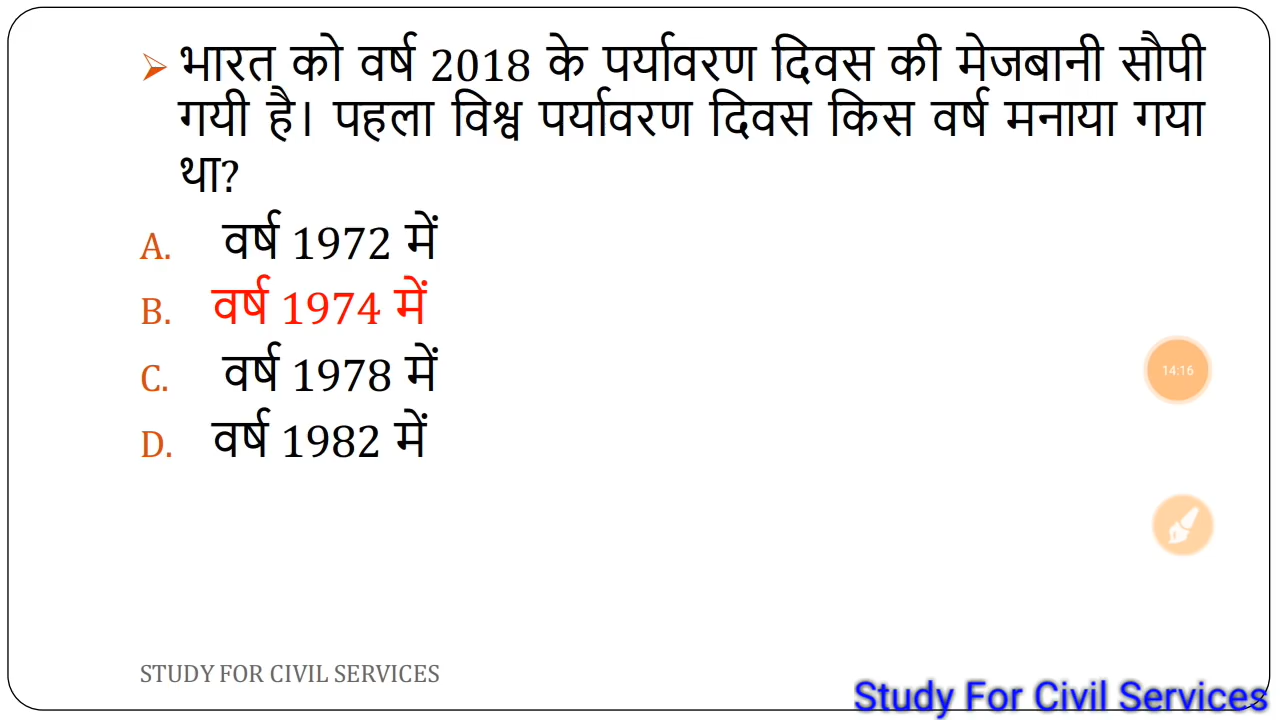 भारत को वर्ष 2018 के पर्यावरण दिवस की मेजबानी सौपी
गयी है। पहला विश्व पर्यावरण दिवस किस वर्ष मनाया गया
था?
A. वर्ष 1972 में
B. वर्ष 1974 में
C. वर्ष 1978 में
D. वर्ष 1982 में
14:16
STUDY FOR CIVIL SERVICES
Study For Civil Services